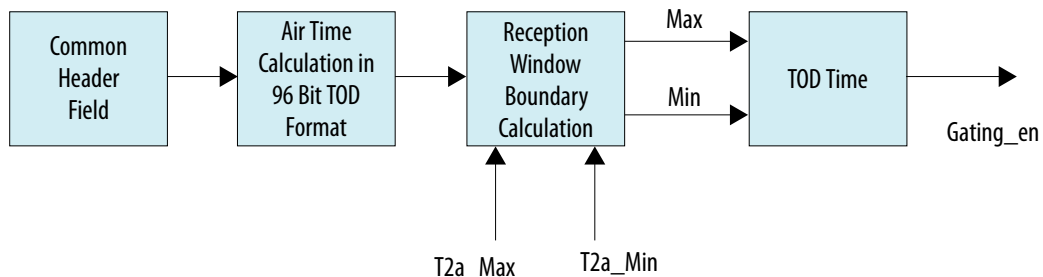 Common
Header
Field
Air Time
Calculation in
96 Bit TOD
Format
Reception
Window
Boundary
Calculation
Max
Min
TOD Time
Gating_en
T2a_Max
T2a_Min